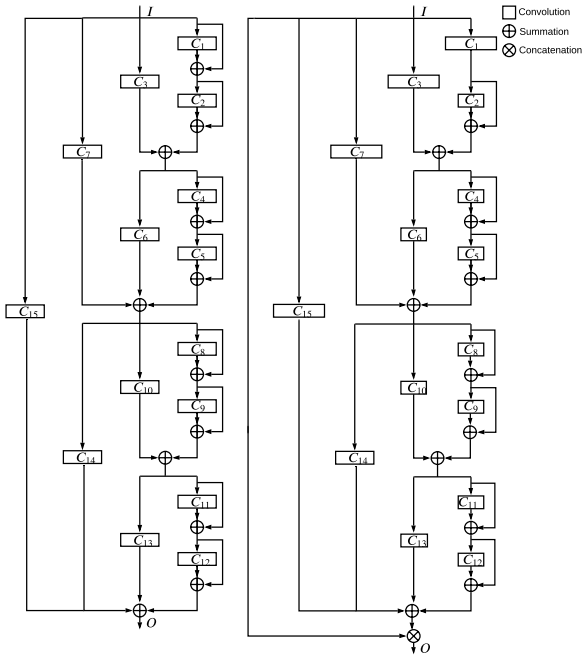 I
C1
C3
C2
C7
C4
C6
C5
C15
C8
C10
C9
C14
C11
C13
C12
O
I
C1
C3
C2
C7
C4
C6
C5
C15
C8
C10
C9
C14
C11
C13
C12
O
Convolution
Summation
Concatenation